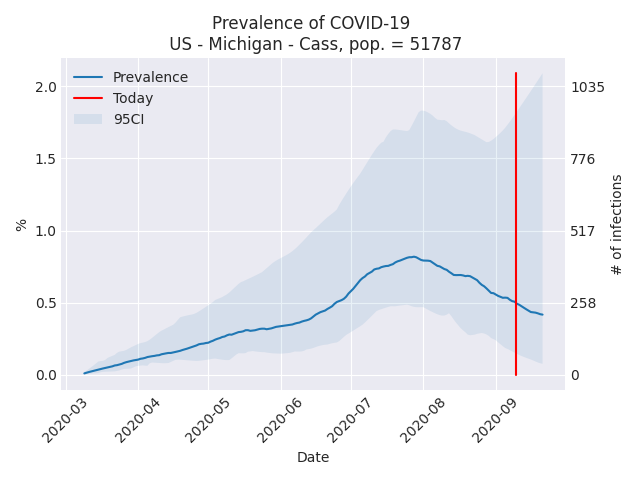 Prevalence of COVID-19
US - Michigan - Cass, pop. = 51787
Prevalence
Today
95CI
2.0
1.5
1.0
0.5
0.0
%
1035
776
517
258
0
# of infections
2020-03
2020-04
2020-05
2020-06
2020-07
2020-08
2020-09
Date